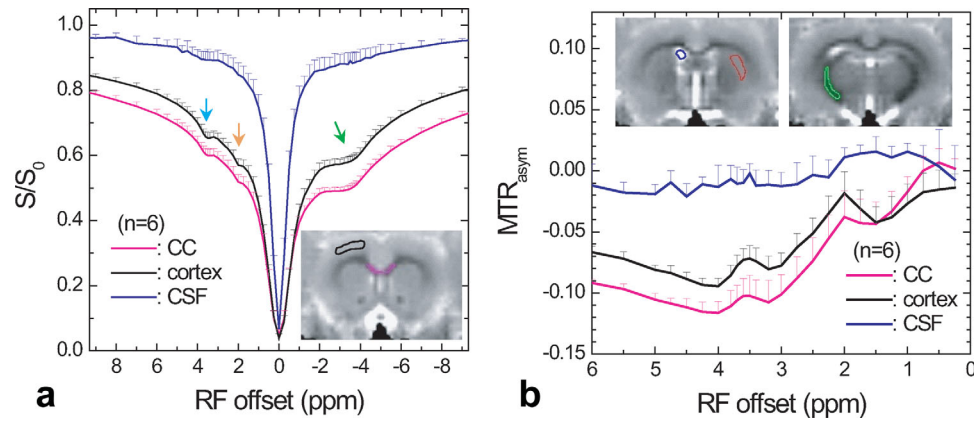 1.0
0.8
0.6
0.4
0.2
0.0
S/S0
(n=6)
: CC
: cortex
: CSF
8 6 4 2 0 -2 -4 -6 -8
RF offset (ppm)
a
0.10
0.05
0.00
-0.05
-0.10
-0.15
MTRasym
(n=6)
: CC
: cortex
: CSF
6 5 4 3 2 1 0
RF offset (ppm)
b